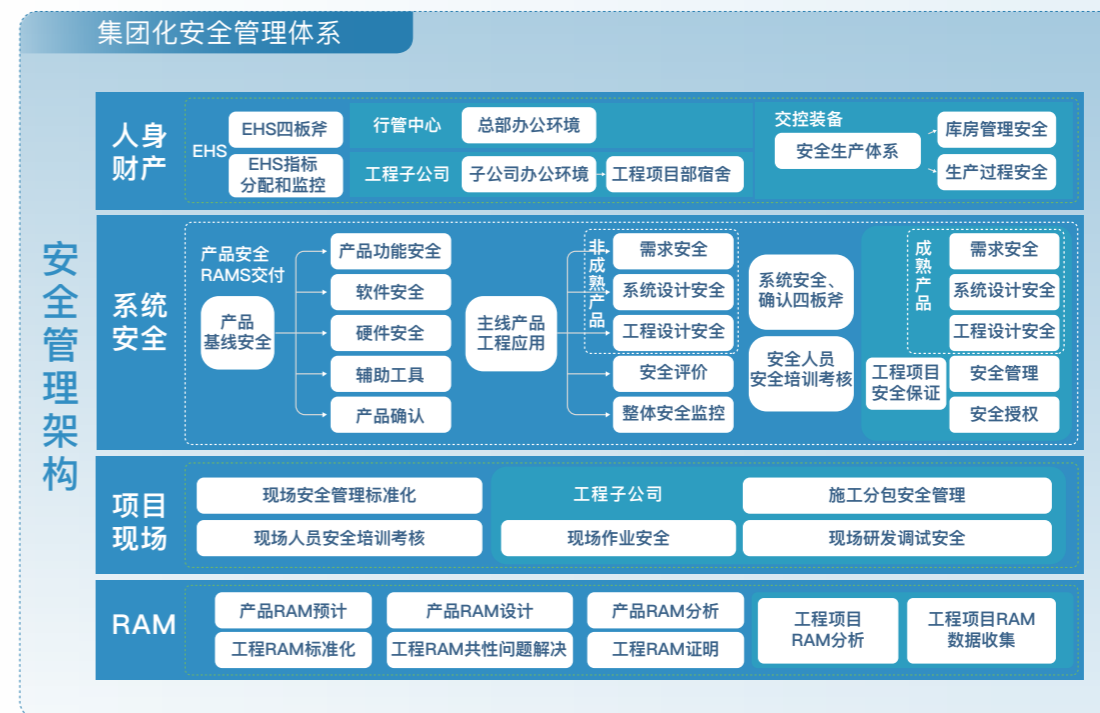 集团化安全管理体系
安全管理架构
人身
财产
EHS
EHS四板斧
EHS指标
分配和监控
行管中心
总部办公环境
工程子公司
子公司办公环境
工程项目部宿舍
交控装备
安全生产体系
库房管理安全
生产过程安全
系统
安全
产品安全
RAMS交付
产品
基线安全
产品功能安全
软件安全
硬件安全
辅助工具
产品确认
主线产品
工程应用
非成熟产品
需求安全
系统设计安全
工程设计安全
安全评价
整体安全监控
系统安全、
确认四板斧
安全人员
安全培训考核
工程项目
安全保证
成熟产品
需求安全
系统设计安全
工程设计安全
安全管理
安全授权
项目
现场
现场安全管理标准化
现场人员安全培训考核
工程子公司
施工分包安全管理
现场作业安全
现场研发调试安全
RAM
产品RAM预计
产品RAM设计
产品RAM分析
工程RAM标准化
工程RAM共性问题解决
工程RAM证明
工程项目
RAM分析
工程项目RAM
数据收集